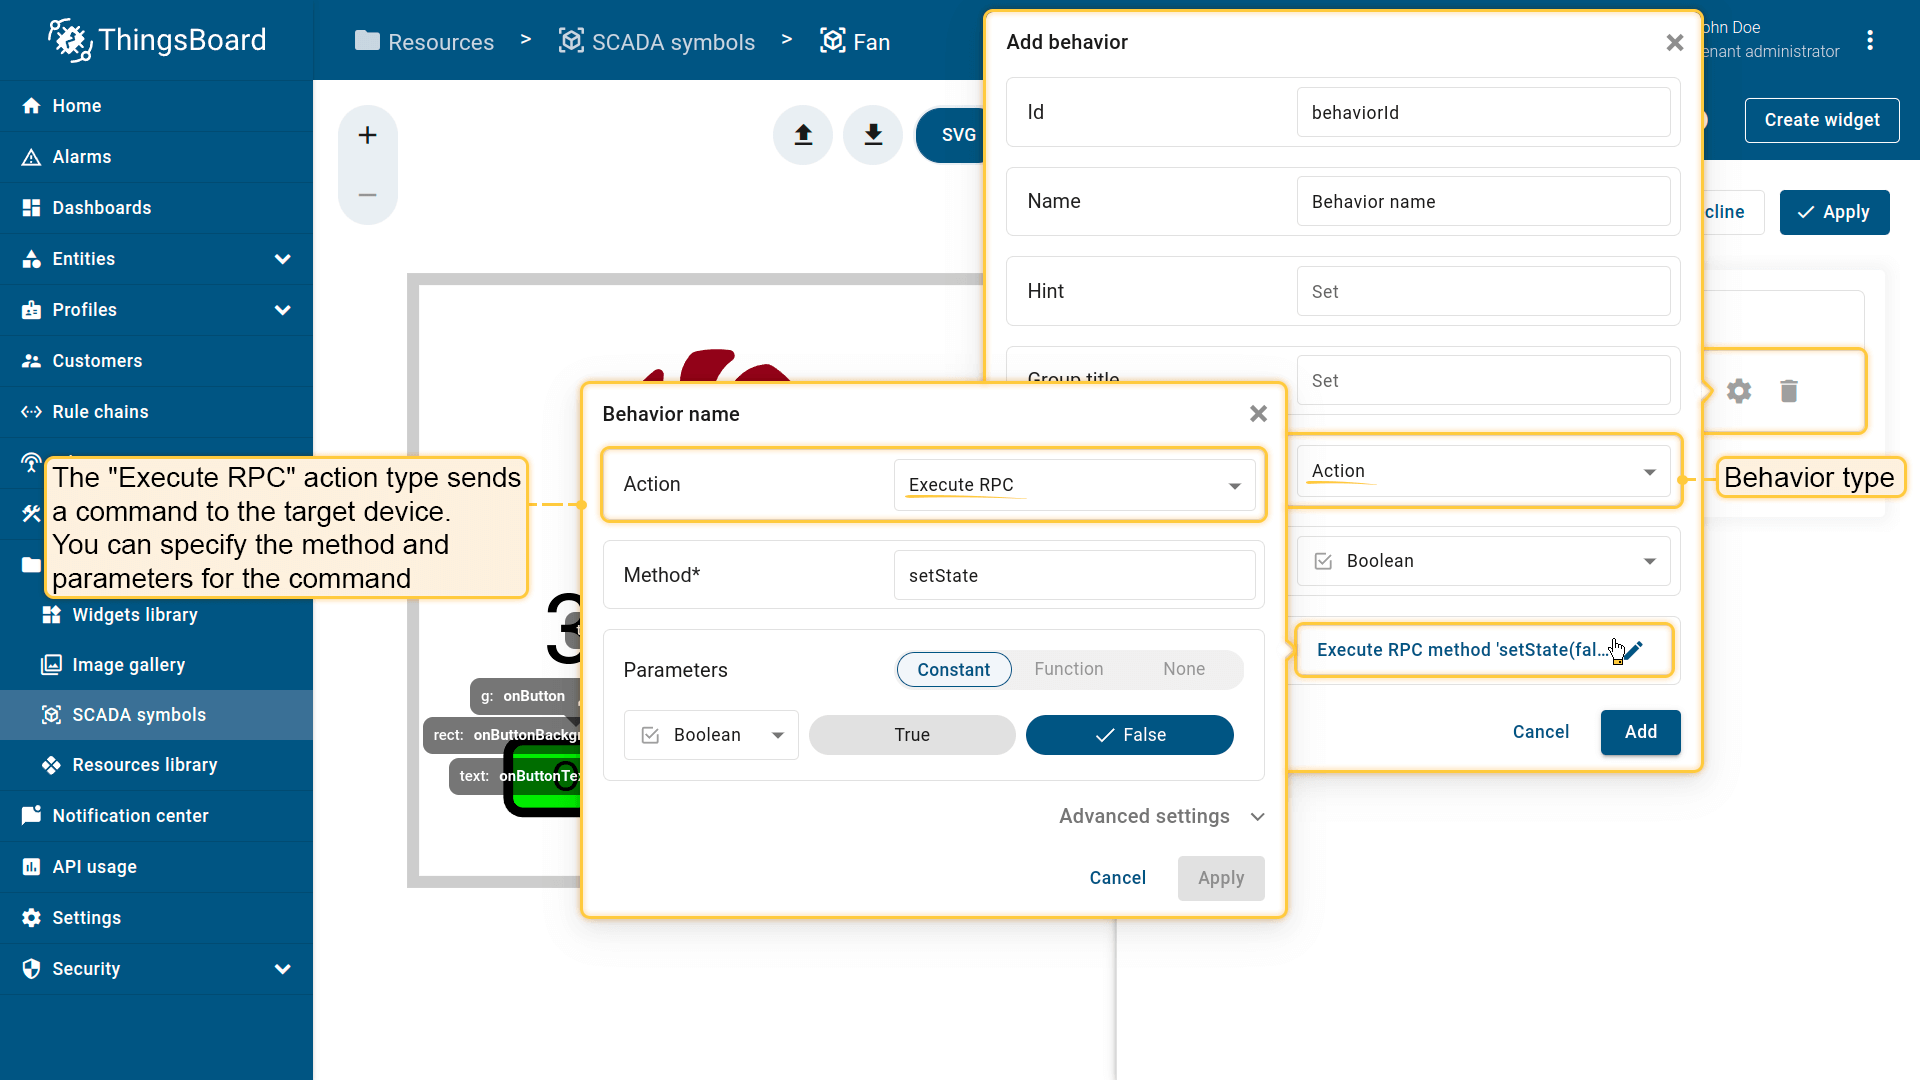 ThingsBoard
Resources > SCADA symbols > Fan
Tenant administrator
Create widget
Home
Alarms
Dashboards
Entities
Profiles
Customers
Rule chains
Widgets library
Image gallery
SCADA symbols
Resources library
Notification center
API usage
Settings
Security
SVG
Apply
The "Execute RPC" action type sends
a command to the target device.
You can specify the method and
parameters for the command
g: onButton
rect: onButtonBackgr
text: onButtonTex
Add behavior
Id
behaviorId
Name
Behavior name
Hint
Set
Group title
Set
Action
Behavior type
Boolean
Execute RPC method 'setState(fal...
Cancel
Add
Behavior name
Action
Execute RPC
Method*
setState
Parameters
Constant
Function
None
Boolean
True
False
Advanced settings
Cancel
Apply